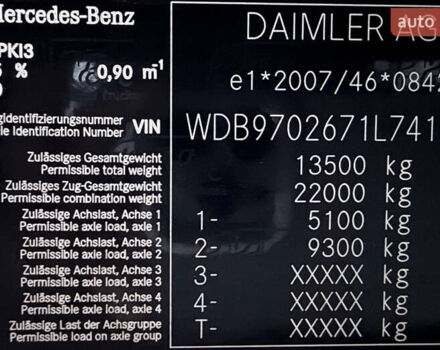 Mercedes-Benz DAIMLER AG
auto
PKI3
% 0,90 m⁻¹
e1*2007/46*0842
gidentifizierungsnummer
le Identification Number VIN WDB9702671L741
Zulässiges Gesamtgewicht
Permissible total weight 13500 kg
Zulässiges Zug-Gesamtgewicht
Permissible combination weight 22000 kg
Zulässige Achslast, Achse 1
Permissible axle load, axle 1 1- 5100 kg
Zulässige Achslast, Achse 2
Permissible axle load, axle 2 2- 9300 kg
Zulässige Achslast, Achse 3
Permissible axle load, axle 3 3- XXXXX kg
Zulässige Achslast, Achse 4
Permissible axle load, axle 4 4- XXXXX kg
Zulässige Last der Achsgruppe
Permissible load on axle group T- XXXXX kg